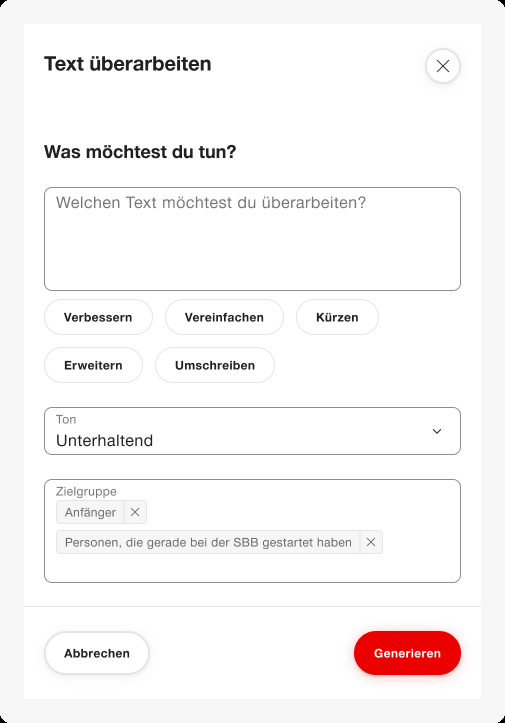 Text überarbeiten
Was möchtest du tun?
Welchen Text möchtest du überarbeiten?
Verbessern Vereinfachen Kürzen
Erweitern Umschreiben
Ton
Unterhaltend
Zielgruppe
Anfänger
Personen, die gerade bei der SBB gestartet haben
Abbrechen Generieren